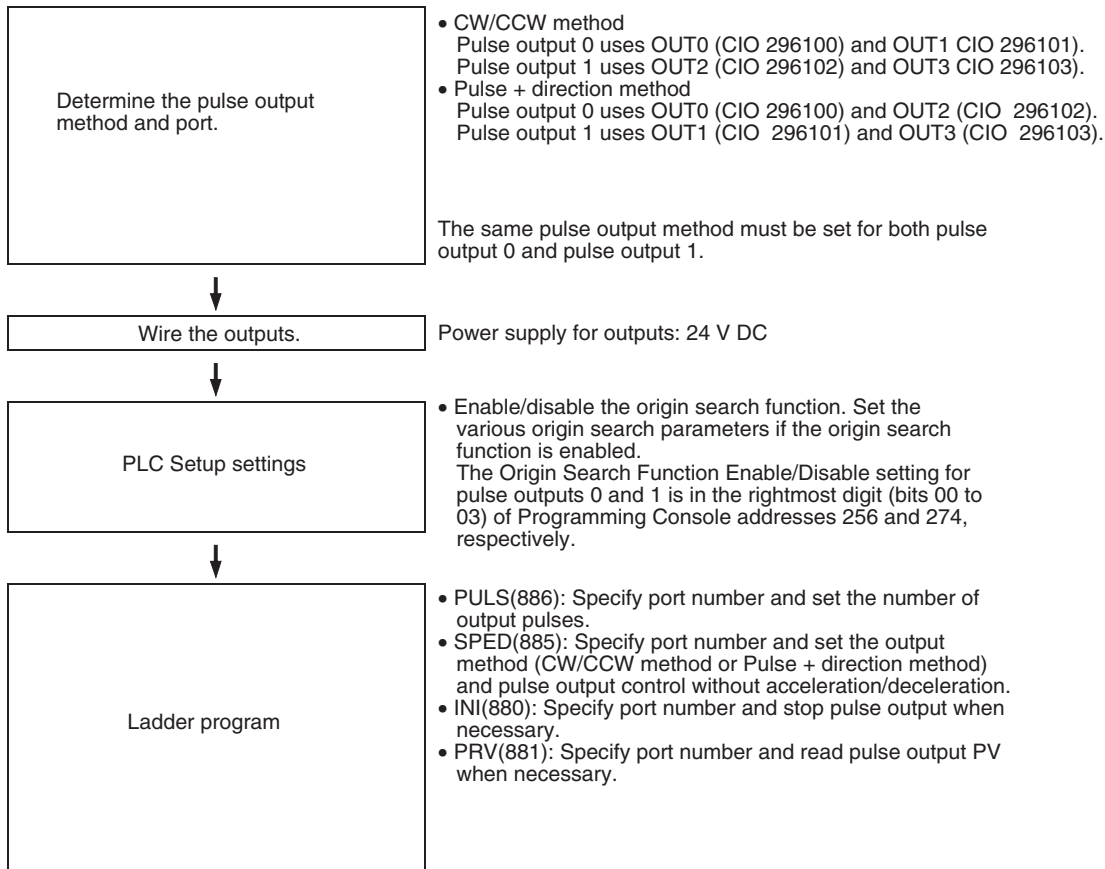 Determine the pulse output
method and port.
• CW/CCW method
Pulse output 0 uses OUT0 (CIO 296100) and OUT1 CIO 296101).
Pulse output 1 uses OUT2 (CIO 296102) and OUT3 CIO 296103).
• Pulse + direction method
Pulse output 0 uses OUT0 (CIO 296100) and OUT2 (CIO 296102).
Pulse output 1 uses OUT1 (CIO 296101) and OUT3 (CIO 296103).
The same pulse output method must be set for both pulse
output 0 and pulse output 1.
Wire the outputs.
Power supply for outputs: 24 V DC
PLC Setup settings
• Enable/disable the origin search function. Set the
various origin search parameters if the origin search
function is enabled.
The Origin Search Function Enable/Disable setting for
pulse outputs 0 and 1 is in the rightmost digit (bits 00 to
03) of Programming Console addresses 256 and 274,
respectively.
Ladder program
• PULS(886): Specify port number and set the number of
output pulses.
• SPED(885): Specify port number and set the output
method (CW/CCW method or Pulse + direction method)
and pulse output control without acceleration/deceleration.
• INI(880): Specify port number and stop pulse output when
necessary.
• PRV(881): Specify port number and read pulse output PV
when necessary.